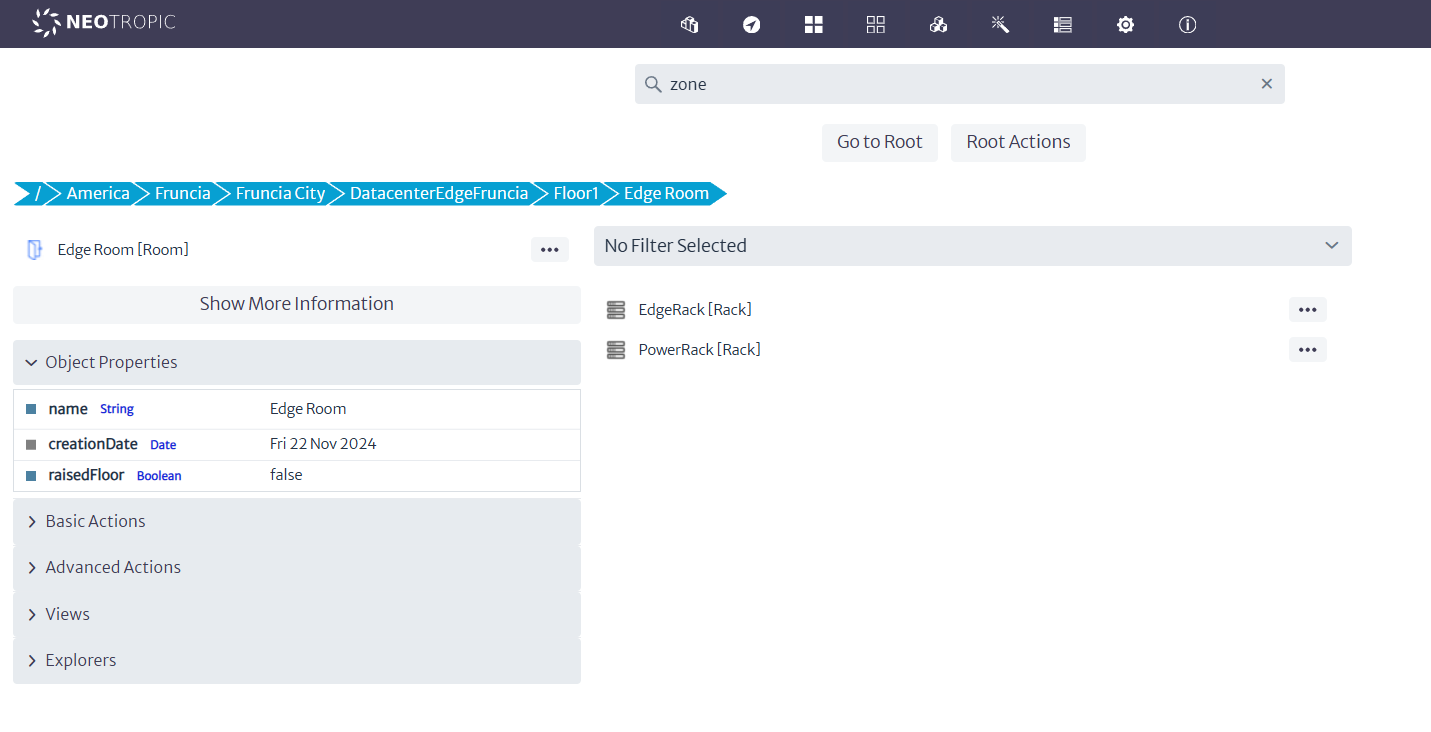 NEOTROPIC
zone
Go to Root Root Actions
/ America Fruncia Fruncia City DatacenterEdgeFruncia Floor1 Edge Room
Edge Room [Room]
No Filter Selected
Show More Information
EdgeRack [Rack]
PowerRack [Rack]
Object Properties
name String Edge Room
creationDate Date Fri 22 Nov 2024
raisedFloor Boolean false
Basic Actions
Advanced Actions
Views
Explorers